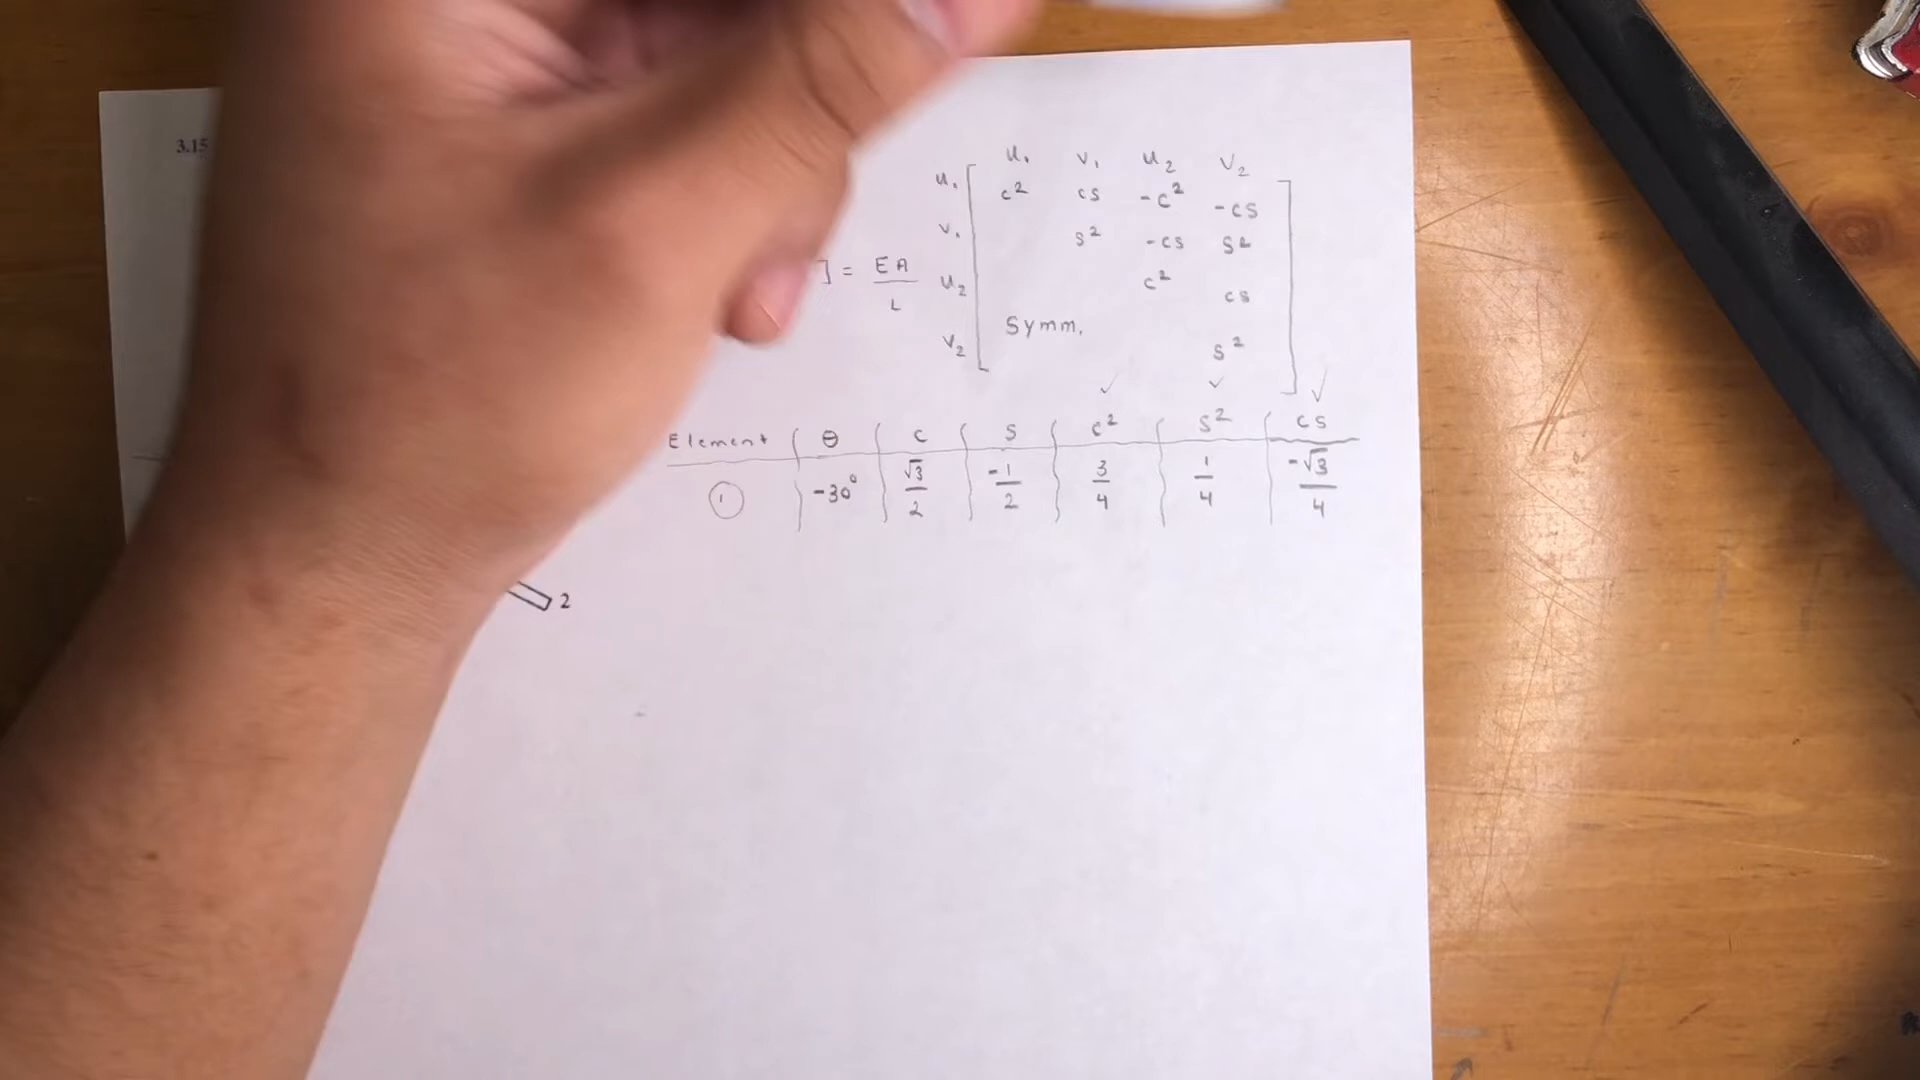 3.15
u₁ v₁ u₂ v₂
u₁ c² cs -c² -cs
v₁ s² -cs s²
] = EA / L
u₂ c² cs
Symm.
v₂ s²
✓ ✓ ✓
Element θ c s c² s² cs
① -30° √3/2 -1/2 3/4 1/4 -√3/4
2